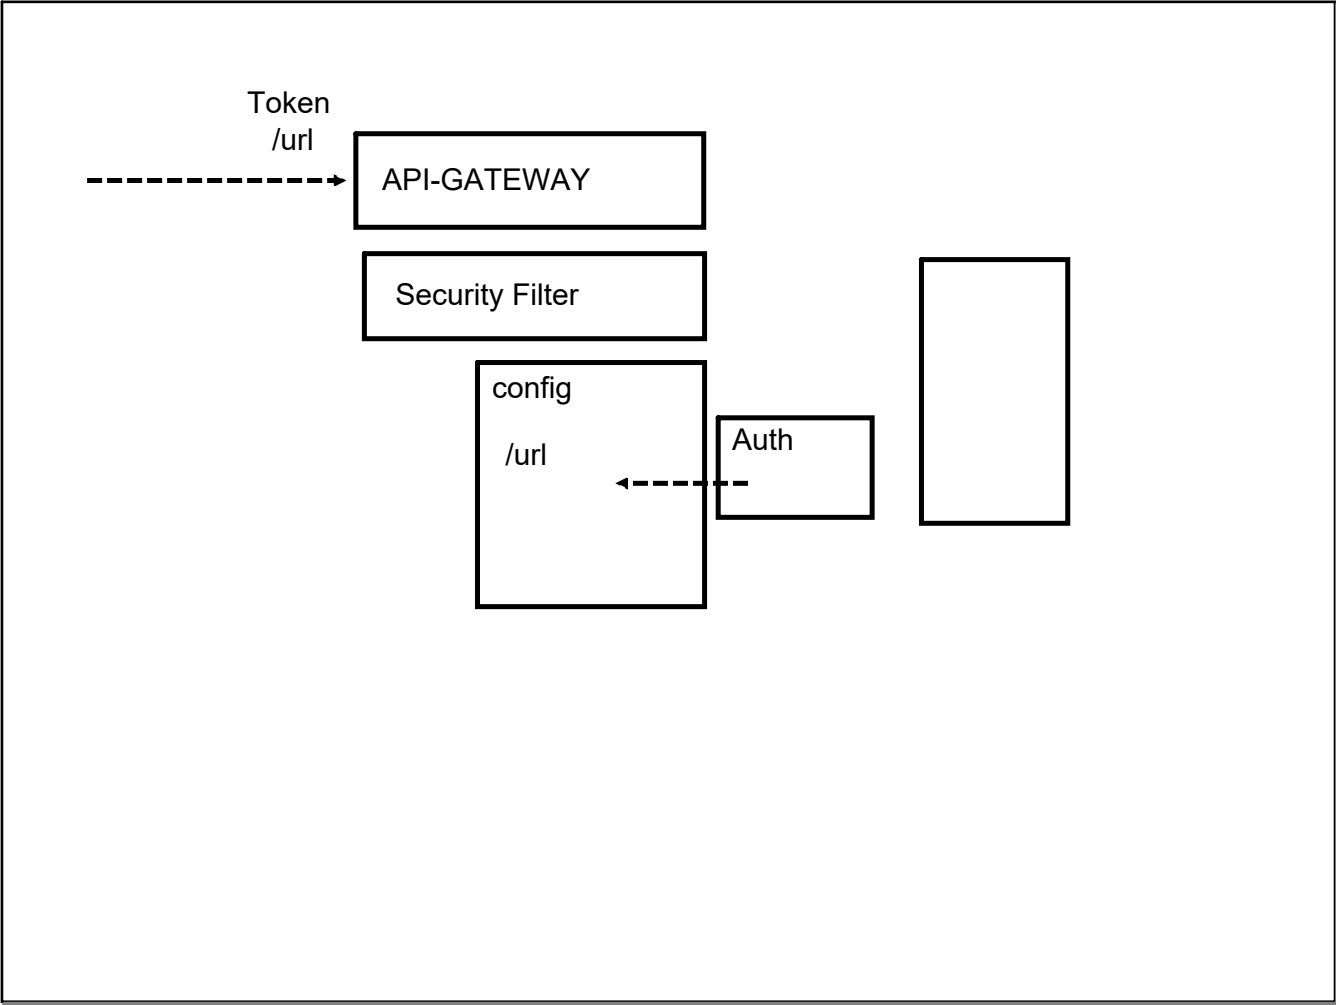 Token
/url
API-GATEWAY
Security Filter
config
/url
Auth